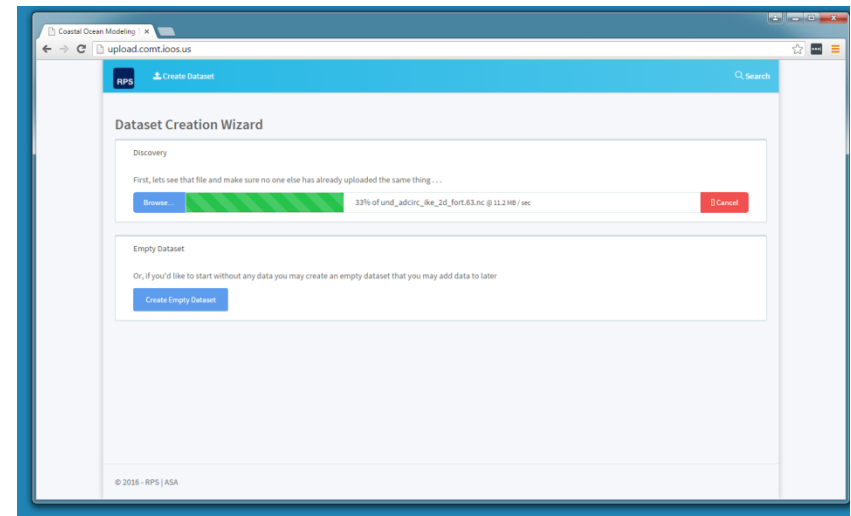 Coastal Ocean Modeling
upload.comt.ioos.us
RPS
Create Dataset
Search
Dataset Creation Wizard
Discovery
First, lets see that file and make sure no one else has already uploaded the same thing . . .
Browse... 33% of und_adcirc_ike_2d_fort.63.nc @ 11.2 MB / sec Cancel
Empty Dataset
Or, if you'd like to start without any data you may create an empty dataset that you may add data to later
Create Empty Dataset
© 2016 - RPS | ASA